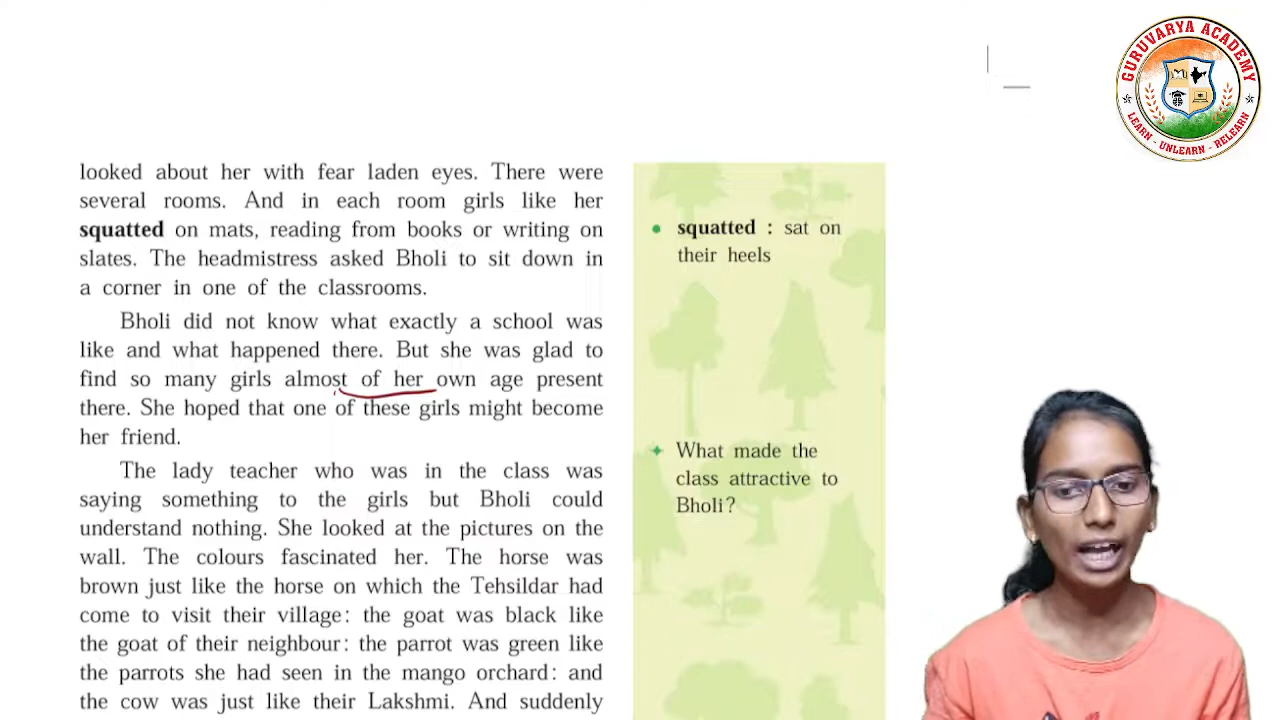 GURUVARYA ACADEMY
LEARN - UNLEARN - RELEARN
looked about her with fear laden eyes. There were
several rooms. And in each room girls like her
squatted on mats, reading from books or writing on
slates. The headmistress asked Bholi to sit down in
a corner in one of the classrooms.
Bholi did not know what exactly a school was
like and what happened there. But she was glad to
find so many girls almost of her own age present
there. She hoped that one of these girls might become
her friend.
The lady teacher who was in the class was
saying something to the girls but Bholi could
understand nothing. She looked at the pictures on the
wall. The colours fascinated her. The horse was
brown just like the horse on which the Tehsildar had
come to visit their village: the goat was black like
the goat of their neighbour: the parrot was green like
the parrots she had seen in the mango orchard: and
the cow was just like their Lakshmi. And suddenly
squatted : sat on
their heels
What made the
class attractive to
Bholi?